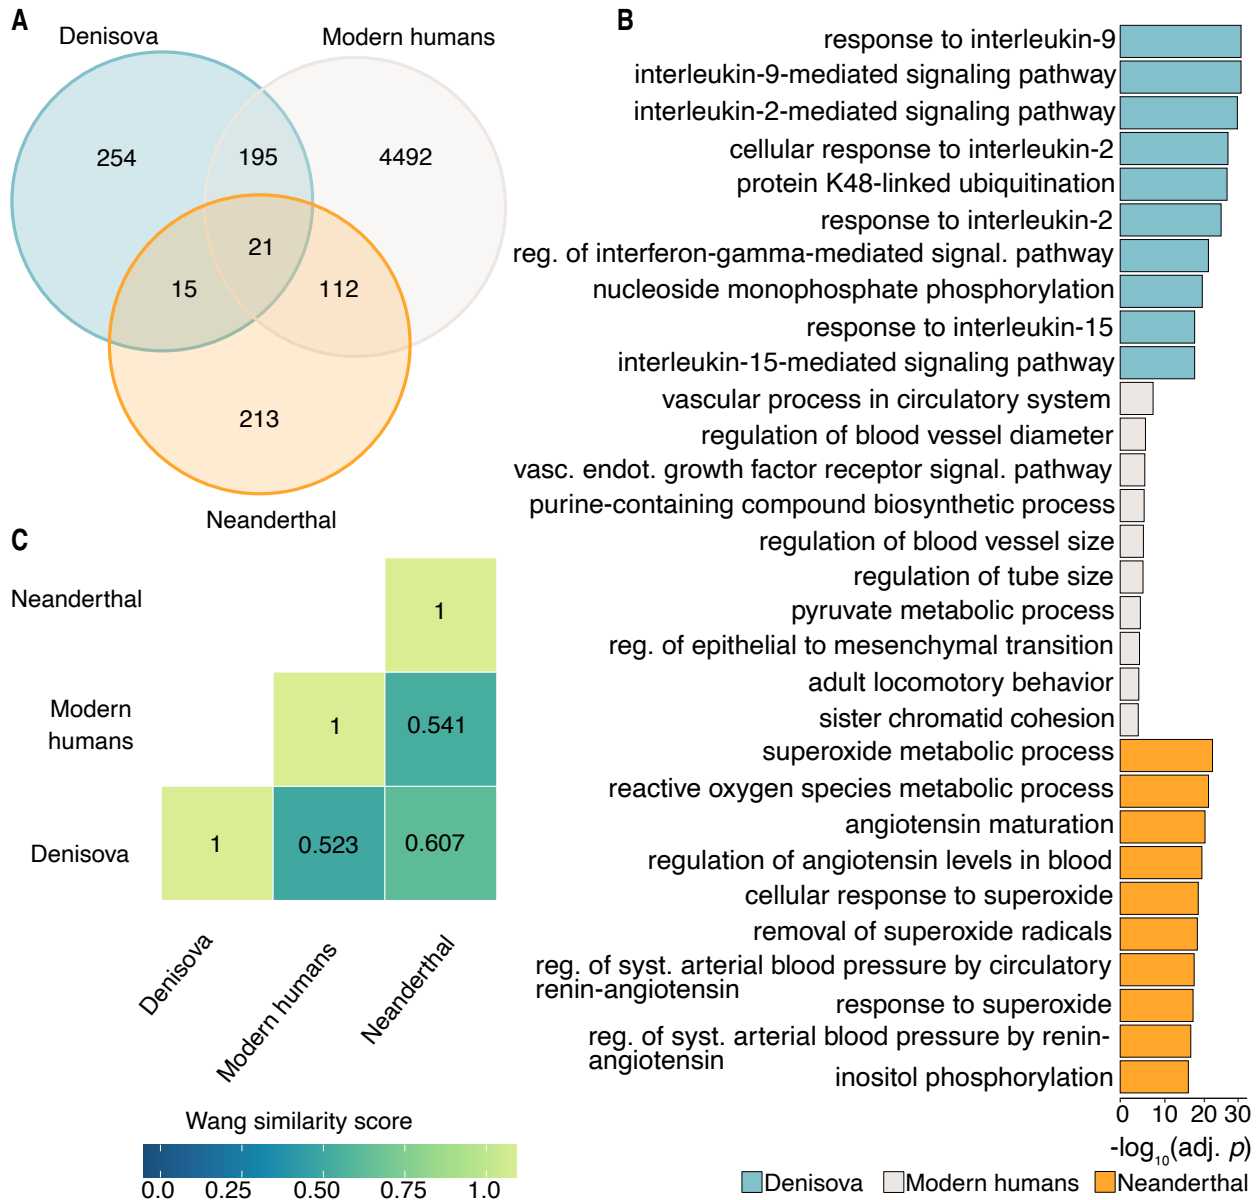 A
Denisova
Modern humans
254
195
4492
21
15
112
213
Neanderthal
B
response to interleukin-9
interleukin-9-mediated signaling pathway
interleukin-2-mediated signaling pathway
cellular response to interleukin-2
protein K48-linked ubiquitination
response to interleukin-2
reg. of interferon-gamma-mediated signal. pathway
nucleoside monophosphate phosphorylation
response to interleukin-15
interleukin-15-mediated signaling pathway
vascular process in circulatory system
regulation of blood vessel diameter
vasc. endot. growth factor receptor signal. pathway
purine-containing compound biosynthetic process
regulation of blood vessel size
regulation of tube size
pyruvate metabolic process
reg. of epithelial to mesenchymal transition
adult locomotory behavior
sister chromatid cohesion
superoxide metabolic process
reactive oxygen species metabolic process
angiotensin maturation
regulation of angiotensin levels in blood
cellular response to superoxide
removal of superoxide radicals
reg. of syst. arterial blood pressure by circulatory
renin-angiotensin
response to superoxide
reg. of syst. arterial blood pressure by renin-
angiotensin
inositol phosphorylation
0 10 20 30
-log10(adj. p)
Denisova Modern humans Neanderthal
C
Neanderthal
1
Modern
humans
1
0.541
Denisova
1
0.523
0.607
Denisova
Modern humans
Neanderthal
Wang similarity score
0.0 0.25 0.50 0.75 1.0